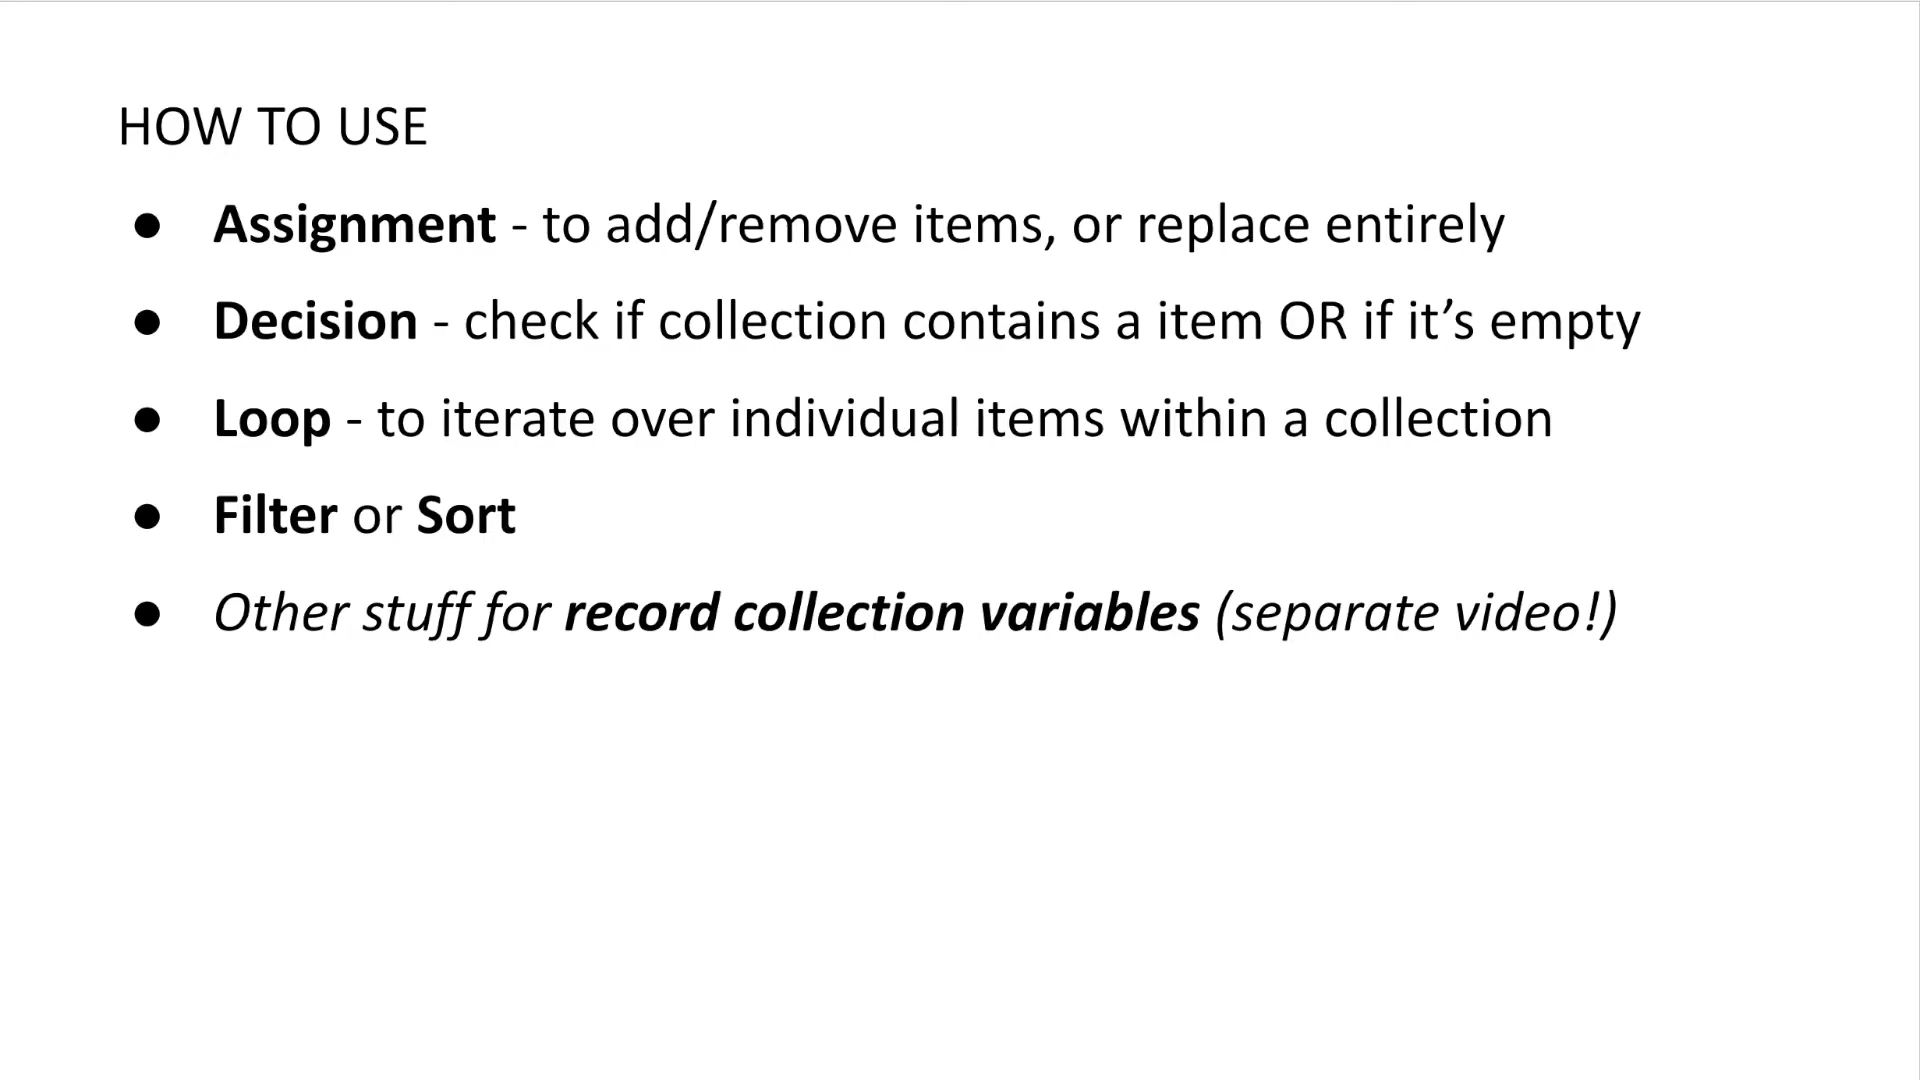 HOW TO USE
● Assignment - to add/remove items, or replace entirely
● Decision - check if collection contains a item OR if it’s empty
● Loop - to iterate over individual items within a collection
● Filter or Sort
● Other stuff for record collection variables (separate video!)